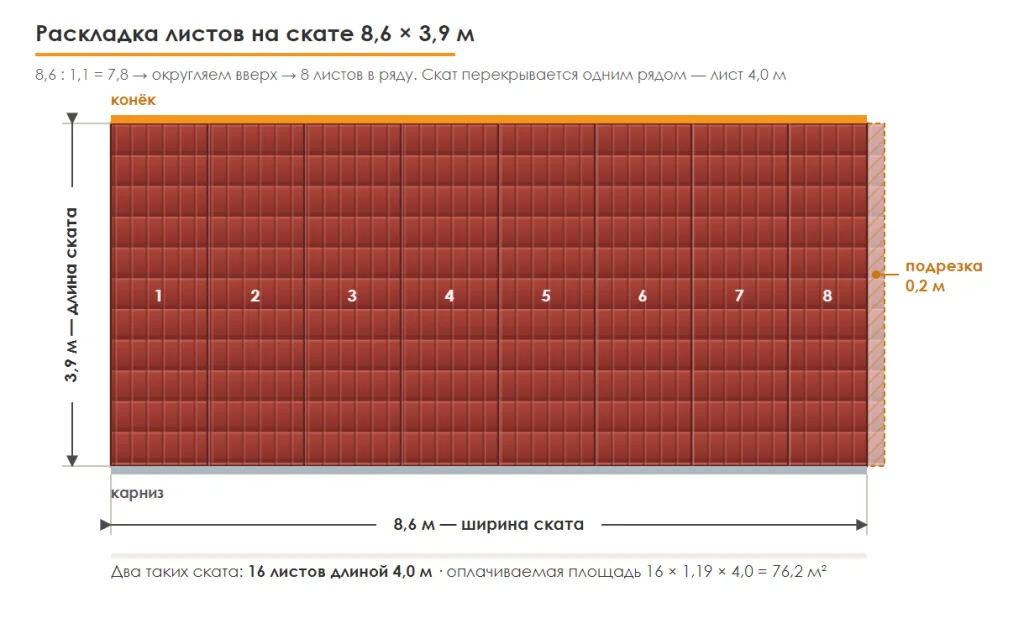 Раскладка листов на скате 8,6 × 3,9 м
8,6 : 1,1 = 7,8 → округляем вверх → 8 листов в ряду. Скат перекрывается одним рядом — лист 4,0 м
конёк
3,9 м — длина ската
1 2 3 4 5 6 7 8
подрезка
0,2 м
карниз
8,6 м — ширина ската
Два таких ската: 16 листов длиной 4,0 м · оплачиваемая площадь 16 × 1,19 × 4,0 = 76,2 м²